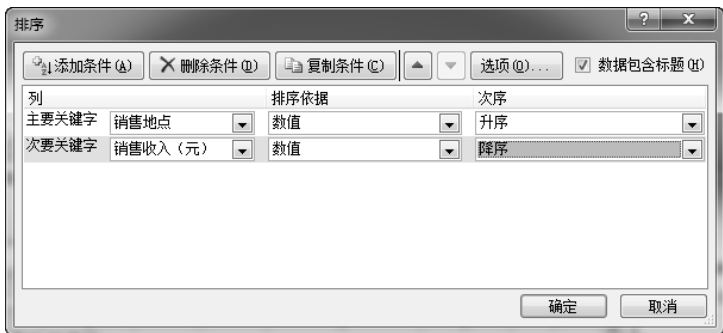 排序
添加条件(A) 删除条件(D) 复制条件(C) 选项(O)... 数据包含标题(H)
列 排序依据 次序
主要关键字 销售地点 数值 升序
次要关键字 销售收入（元） 数值 降序
确定 取消